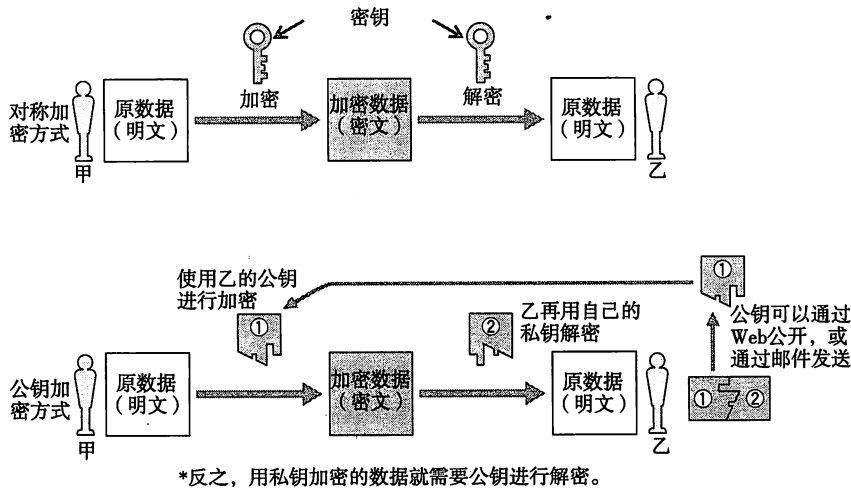 密钥
加密
解密
对称加
密方式
甲
原数据
（明文）
加密数据
（密文）
原数据
（明文）
乙
使用乙的公钥
进行加密
①
②
乙再用自己的
私钥解密
①
公钥可以通过
Web公开，或
通过邮件发送
公钥加
密方式
甲
原数据
（明文）
加密数据
（密文）
原数据
（明文）
乙
① ②
*反之，用私钥加密的数据就需要公钥进行解密。